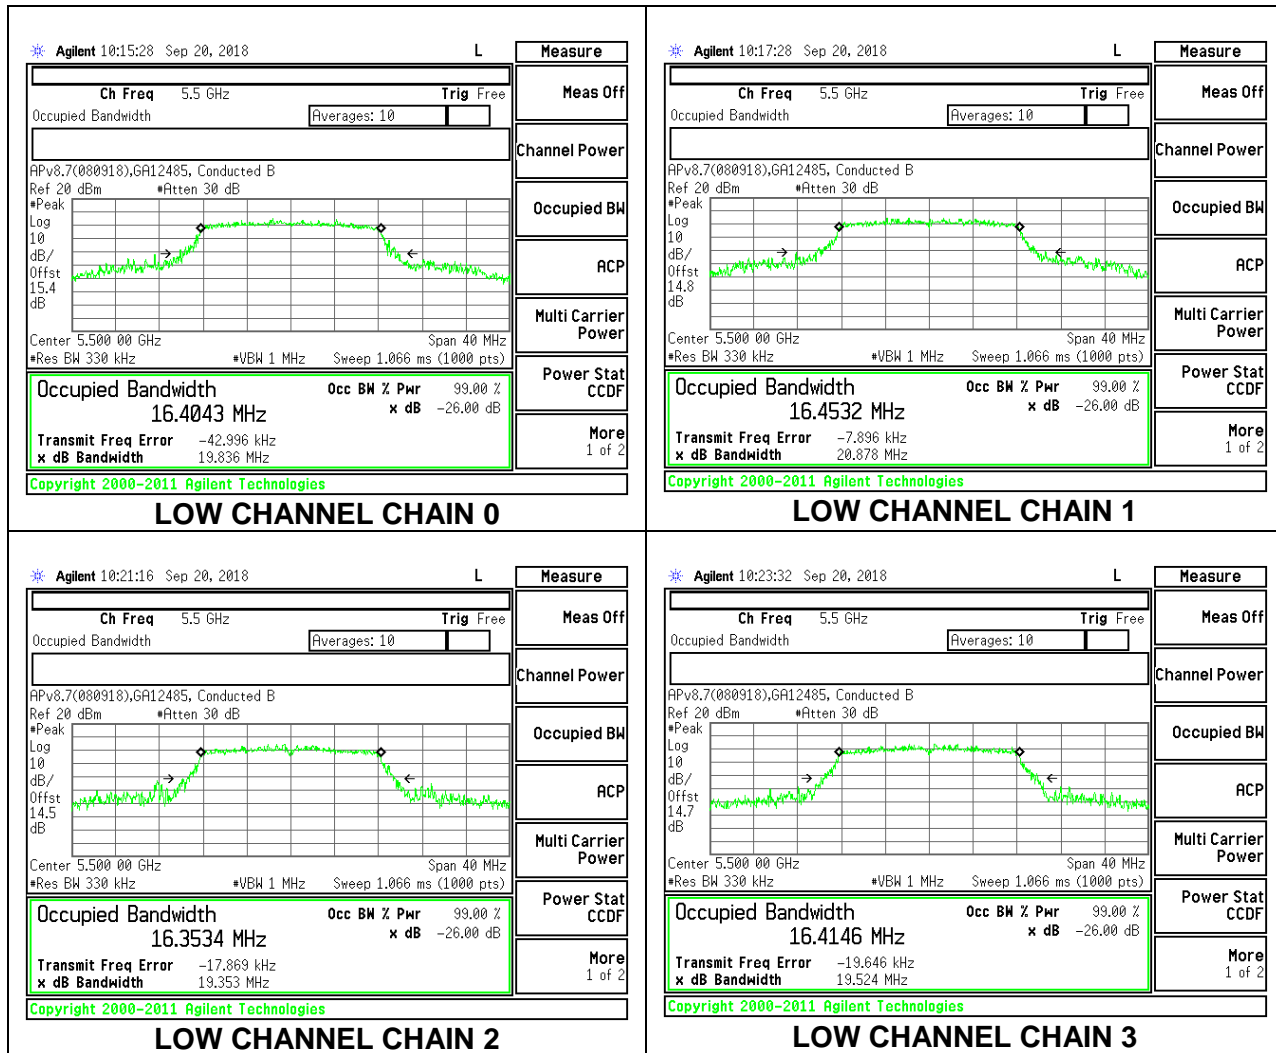 Agilent 10:15:28 Sep 20, 2018 L
Measure
Ch Freq 5.5 GHz Trig Free
Occupied Bandwidth Averages: 10
APv8.7(080918),GA12485, Conducted B
Ref 20 dBm #Atten 30 dB
#Peak
Log
10
dB/
Offst
15.4
dB
Center 5.500 00 GHz Span 40 MHz
#Res BW 330 kHz #VBW 1 MHz Sweep 1.066 ms (1000 pts)
Occupied Bandwidth Occ BW % Pwr 99.00 %
16.4043 MHz x dB -26.00 dB
Transmit Freq Error -42.996 kHz
x dB Bandwidth 19.836 MHz
Copyright 2000-2011 Agilent Technologies
Meas Off
Channel Power
Occupied BW
ACP
Multi Carrier
Power
Power Stat
CCDF
More
1 of 2
LOW CHANNEL CHAIN 0
Agilent 10:17:28 Sep 20, 2018 L
Measure
Ch Freq 5.5 GHz Trig Free
Occupied Bandwidth Averages: 10
APv8.7(080918),GA12485, Conducted B
Ref 20 dBm #Atten 30 dB
#Peak
Log
10
dB/
Offst
14.8
dB
Center 5.500 00 GHz Span 40 MHz
#Res BW 330 kHz #VBW 1 MHz Sweep 1.066 ms (1000 pts)
Occupied Bandwidth Occ BW % Pwr 99.00 %
16.4532 MHz x dB -26.00 dB
Transmit Freq Error -7.896 kHz
x dB Bandwidth 20.878 MHz
Copyright 2000-2011 Agilent Technologies
Meas Off
Channel Power
Occupied BW
ACP
Multi Carrier
Power
Power Stat
CCDF
More
1 of 2
LOW CHANNEL CHAIN 1
Agilent 10:21:16 Sep 20, 2018 L
Measure
Ch Freq 5.5 GHz Trig Free
Occupied Bandwidth Averages: 10
APv8.7(080918),GA12485, Conducted B
Ref 20 dBm #Atten 30 dB
#Peak
Log
10
dB/
Offst
14.5
dB
Center 5.500 00 GHz Span 40 MHz
#Res BW 330 kHz #VBW 1 MHz Sweep 1.066 ms (1000 pts)
Occupied Bandwidth Occ BW % Pwr 99.00 %
16.3534 MHz x dB -26.00 dB
Transmit Freq Error -17.869 kHz
x dB Bandwidth 19.353 MHz
Copyright 2000-2011 Agilent Technologies
Meas Off
Channel Power
Occupied BW
ACP
Multi Carrier
Power
Power Stat
CCDF
More
1 of 2
LOW CHANNEL CHAIN 2
Agilent 10:23:32 Sep 20, 2018 L
Measure
Ch Freq 5.5 GHz Trig Free
Occupied Bandwidth Averages: 10
APv8.7(080918),GA12485, Conducted B
Ref 20 dBm #Atten 30 dB
#Peak
Log
10
dB/
Offst
14.7
dB
Center 5.500 00 GHz Span 40 MHz
#Res BW 330 kHz #VBW 1 MHz Sweep 1.066 ms (1000 pts)
Occupied Bandwidth Occ BW % Pwr 99.00 %
16.4146 MHz x dB -26.00 dB
Transmit Freq Error -19.646 kHz
x dB Bandwidth 19.524 MHz
Copyright 2000-2011 Agilent Technologies
Meas Off
Channel Power
Occupied BW
ACP
Multi Carrier
Power
Power Stat
CCDF
More
1 of 2
LOW CHANNEL CHAIN 3